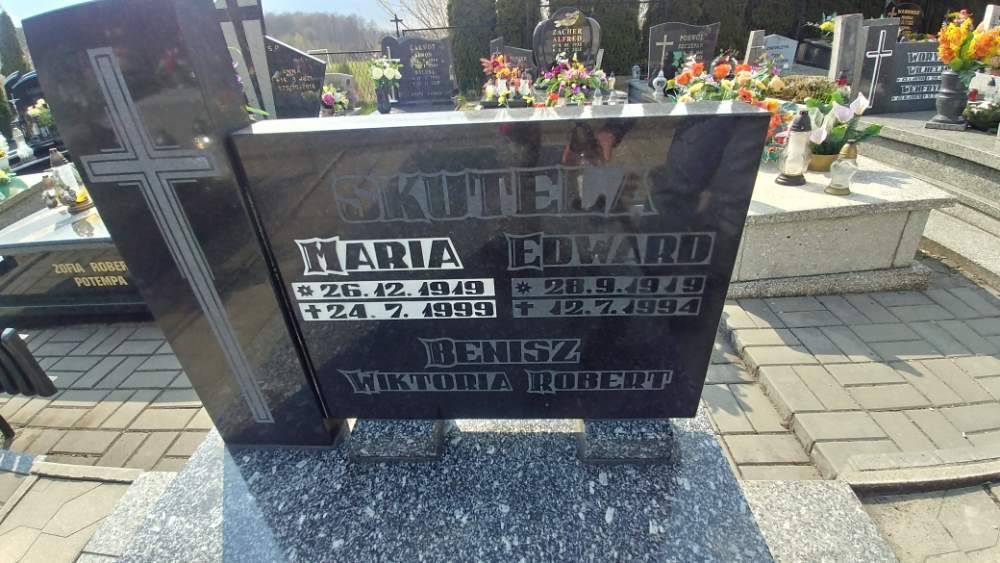 SKUTELA
MARIA EDWARD
* 26.12.1919 * 28.9.1919
† 24.7.1999 † 12.7.1994
BENISZ
WIKTORIA ROBERT
ZACHER
ALFRED
ZOFIA ROBERT
POTEMPA